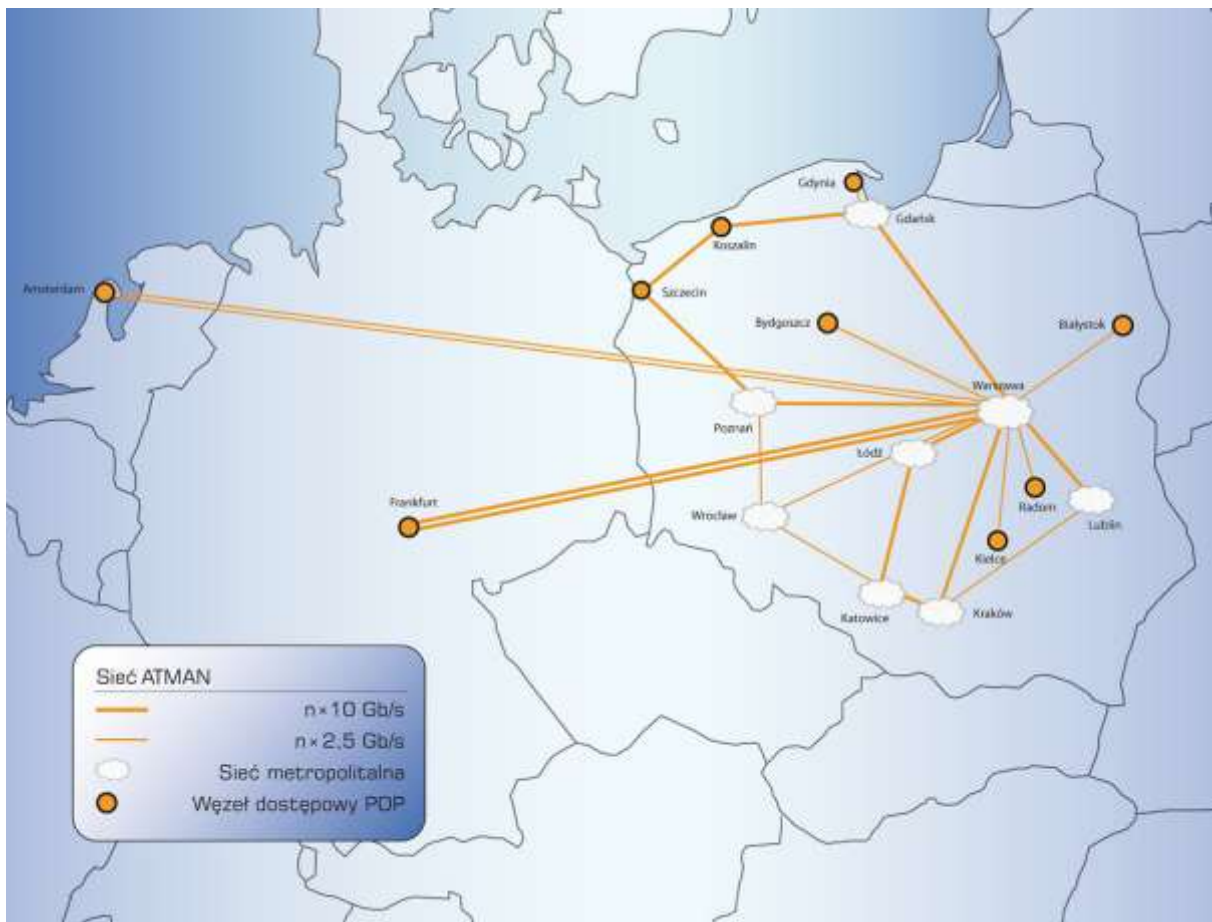 Gdynia
Gdańsk
Koszalin
Amsterdam
Szczecin
Bydgoszcz
Białystok
Warszawa
Poznań
Łódź
Frankfurt
Wrocław
Radom
Lublin
Kielce
Katowice
Kraków
Sieć ATMAN
n×10 Gb/s
n×2,5 Gb/s
Sieć metropolitalna
Węzeł dostępowy POP